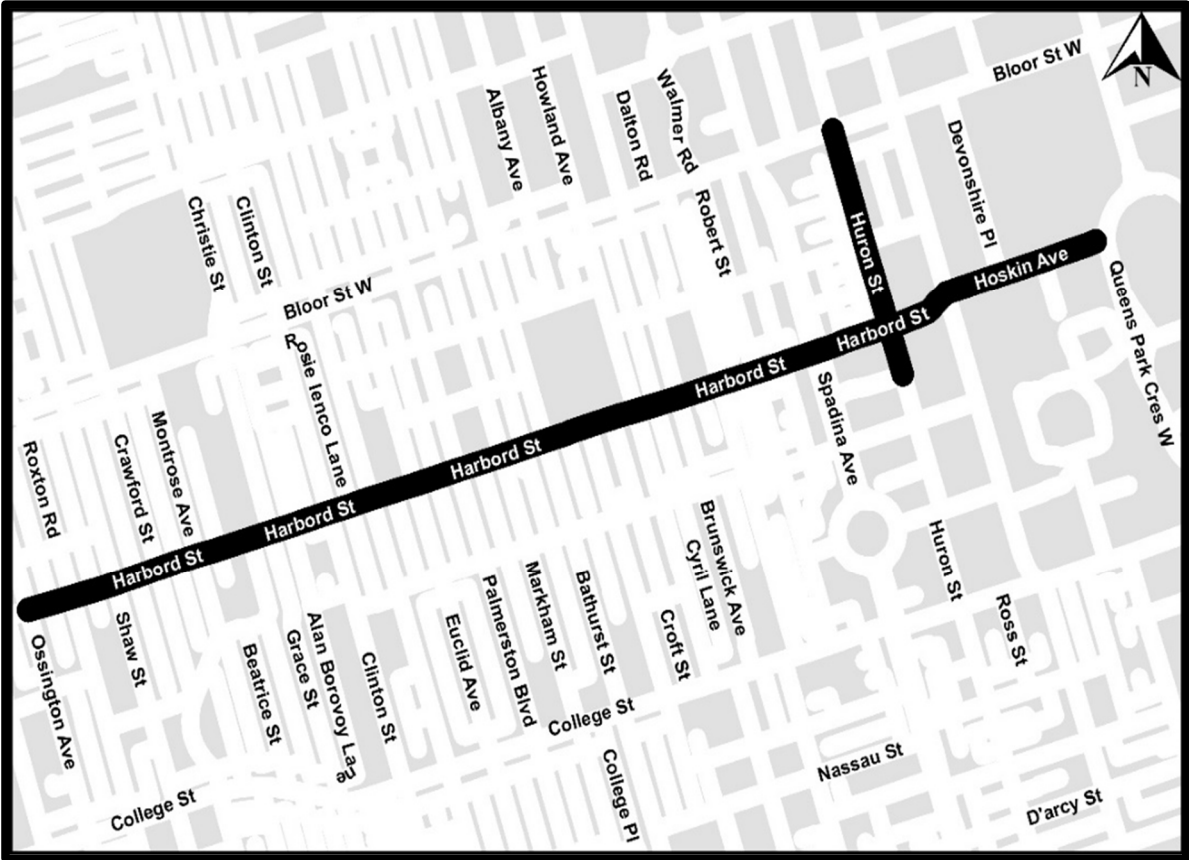 Bloor St W
N
Howland Ave
Albany Ave
Dalton Rd
Walmer Rd
Devonshire Pl
Christie St
Clinton St
Robert St
Huron St
Hoskin Ave
Bloor St W
Queens Park Cres W
Harbord St
Rosie Ienco Lane
Harbord St
Spadina Ave
Montrose Ave
Crawford St
Roxton Rd
Harbord St
Harbord St
Harbord St
Brunswick Ave
Cyril Lane
Huron St
Markham St
Bathurst St
Palmerston Blvd
Euclid Ave
Croft St
Ross St
Shaw St
Ossington Ave
Alan Borovoy Lane
Grace St
Beatrice St
Clinton St
College St
Nassau St
College Pl
College St
D'arcy St